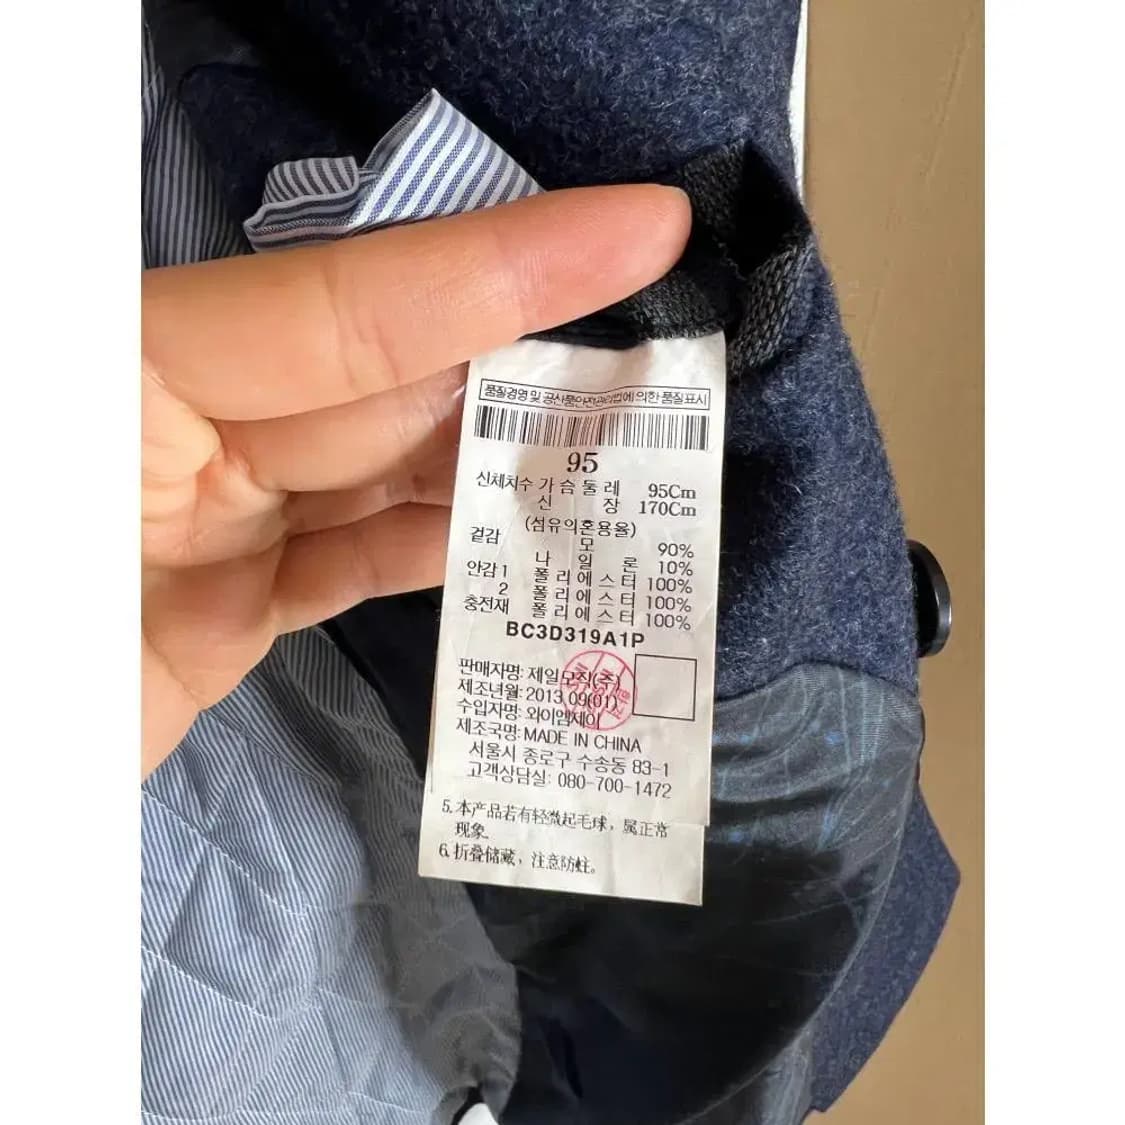 품질경영 및 공산품안전관리법에 의한 품질표시
95
신체치수 가 슴 둘 레 95Cm
신 장 170Cm
(섬유의혼용율)
겉감 모 90%
나 일 론 10%
안감 1 폴 리 에 스 터 100%
2 폴 리 에 스 터 100%
충전재 폴 리 에 스 터 100%
BC3D319A1P
판매자명: 제일모직(주)
제조년월: 2013.09(01)
수입자명: 와이엠제이
제조국명: MADE IN CHINA
서울시 종로구 수송동 83-1
고객상담실: 080-700-1472
5. 本产品若有轻微起毛球，属正常
现象.
6. 折叠储藏，注意防蛀。